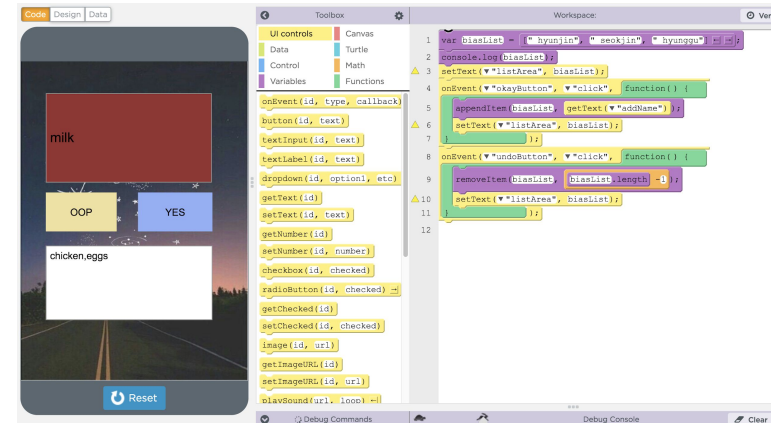 Code Design Data
Toolbox
Workspace:
Ver
UI controls
Canvas
Data
Turtle
Control
Math
Variables
Functions
onEvent(id, type, callback)
button(id, text)
textInput(id, text)
textLabel(id, text)
dropdown(id, option1, etc)
getText(id)
setText(id, text)
getNumber(id)
setNumber(id, number)
checkbox(id, checked)
radioButton(id, checked)
getChecked(id)
setChecked(id, checked)
image(id, url)
getImageURL(id)
setImageURL(id, url)
playSound(url, loop)
Debug Commands
milk
OOP
YES
chicken,eggs
Reset
1 var biasList = [" hyunjin", " seokjin", " hyunggu"];
2 console.log(biasList);
3 setText("listArea", biasList);
4 onEvent("okayButton", "click", function() {
5 appendItem(biasList, getText("addName"));
6 setText("listArea", biasList);
7 });
8 onEvent("undoButton", "click", function() {
9 removeItem(biasList, biasList.length -1);
10 setText("listArea", biasList);
11 });
12
Debug Console
Clear